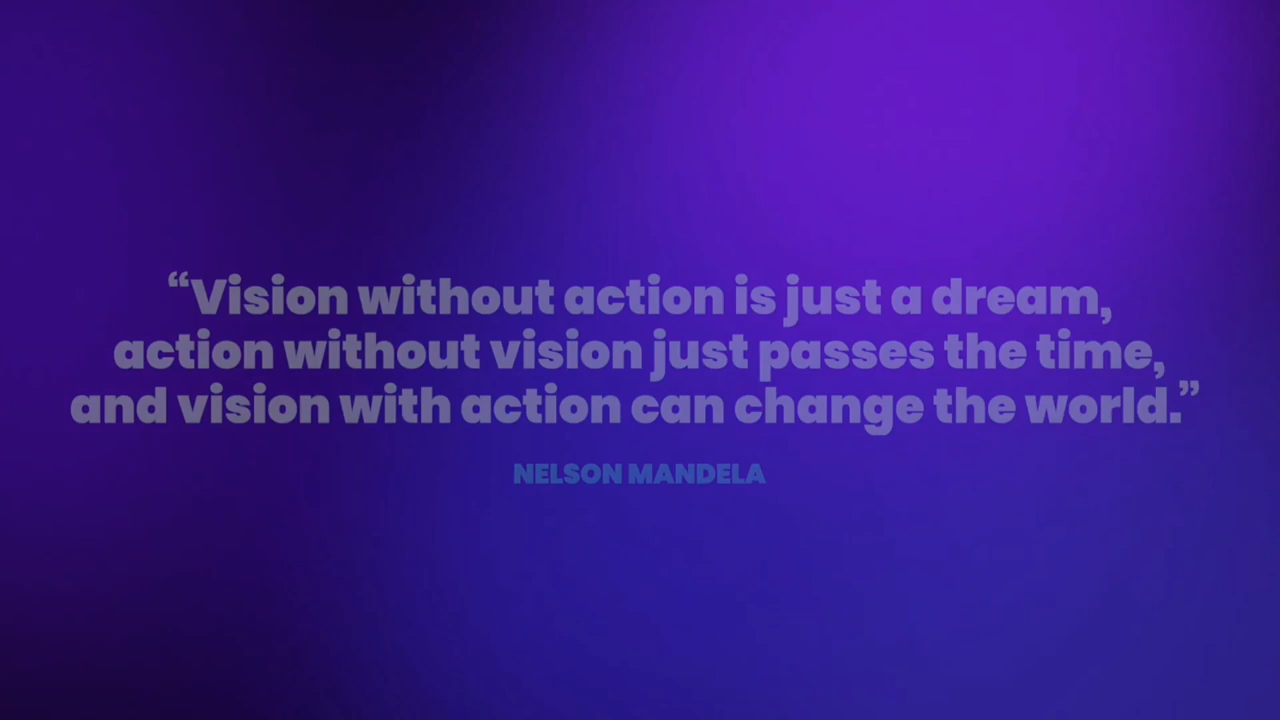 “Vision without action is just a dream,
action without vision just passes the time,
and vision with action can change the world.”
NELSON MANDELA